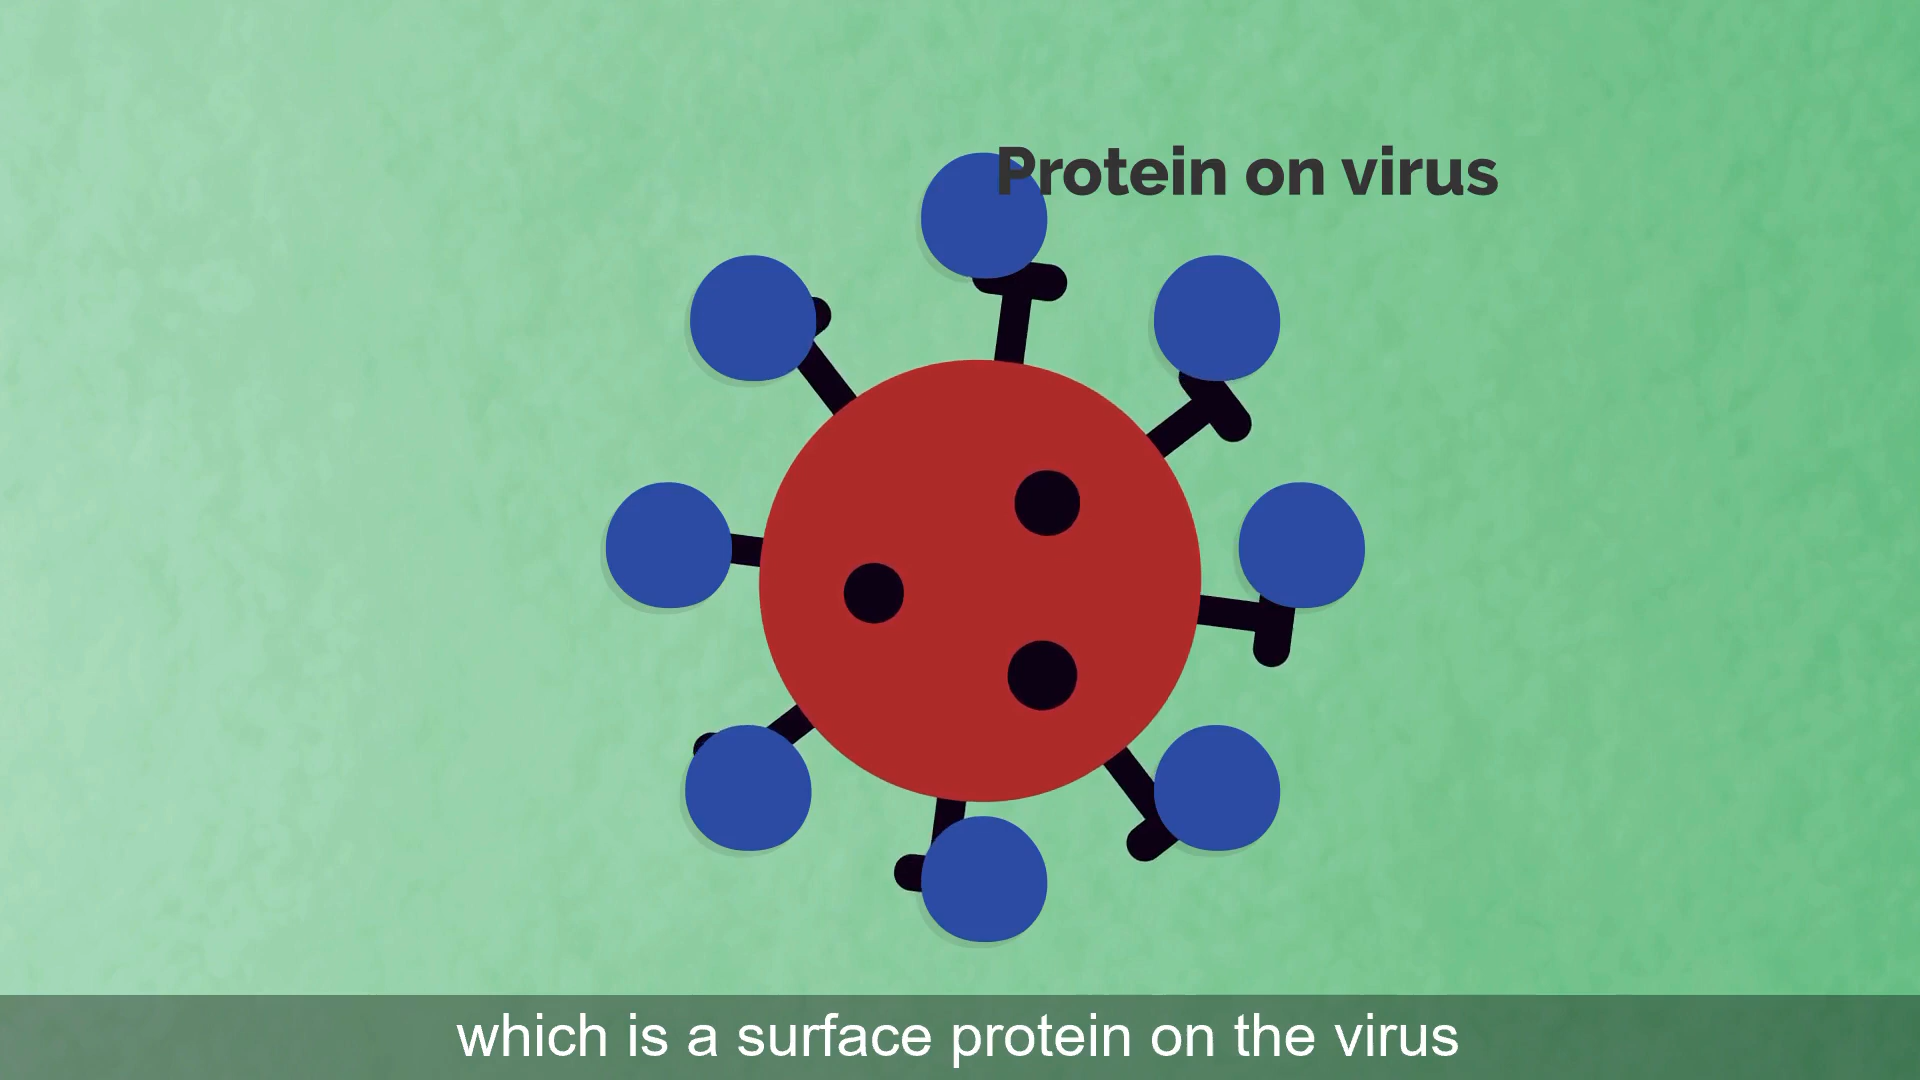 Protein on virus
which is a surface protein on the virus